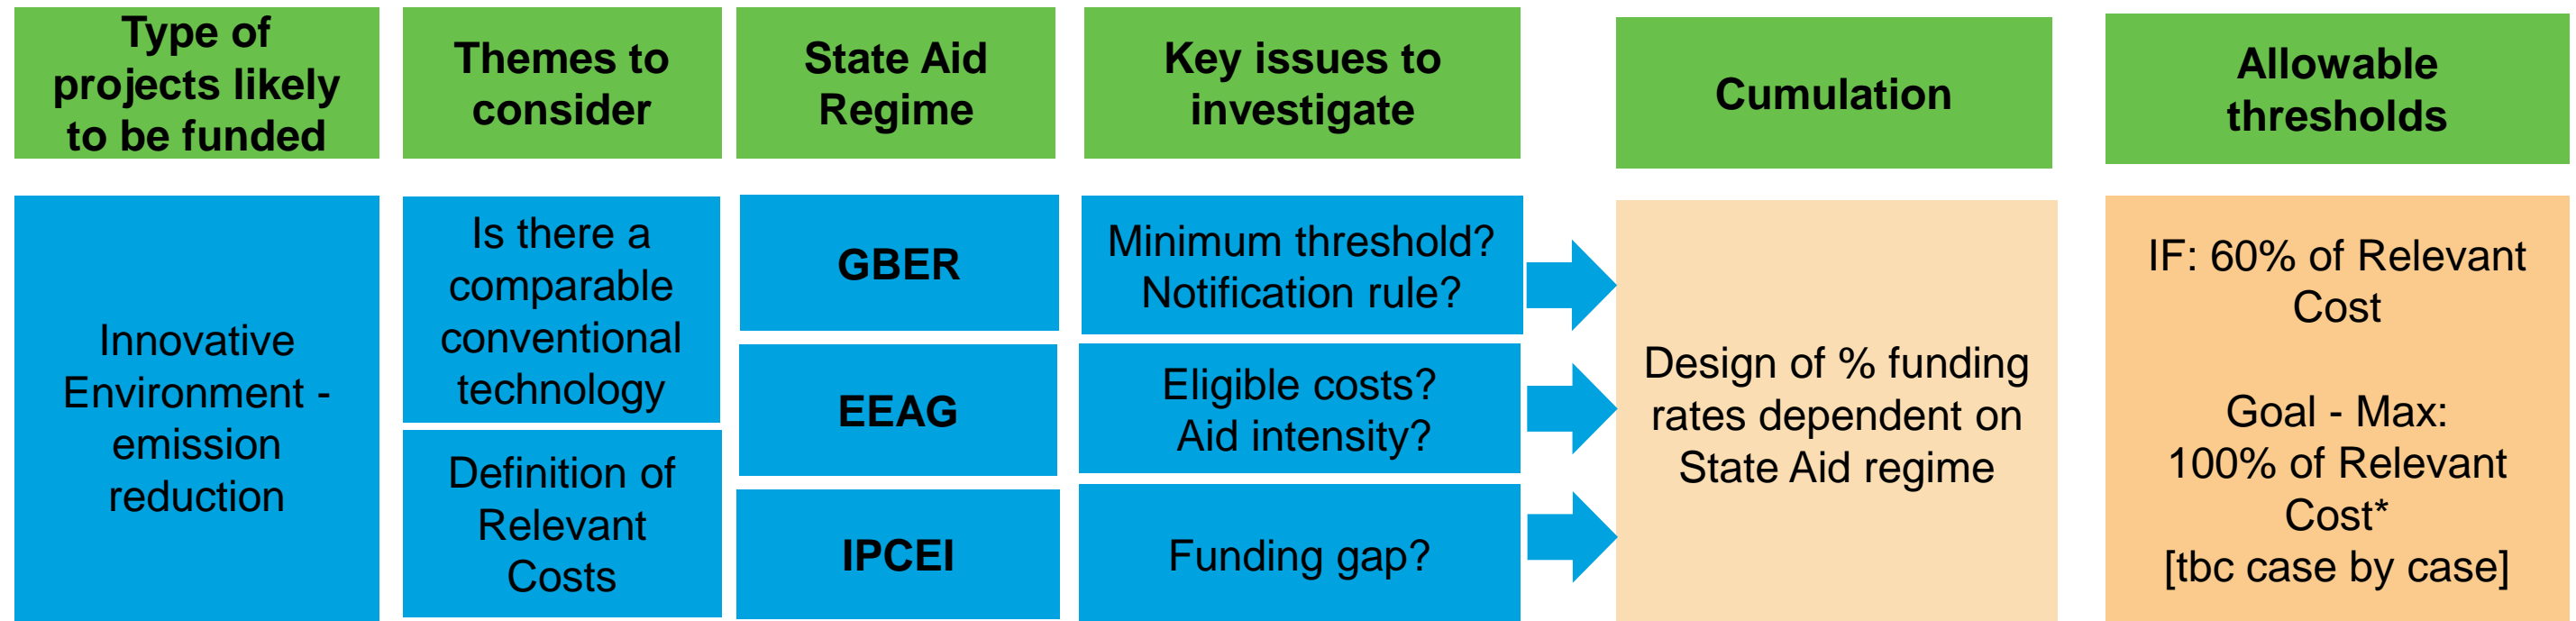 Type of
projects likely
to be funded
Themes to
consider
State Aid
Regime
Key issues to
investigate
Cumulation
Allowable
thresholds
Innovative
Environment -
emission
reduction
Is there a
comparable
conventional
technology
Definition of
Relevant
Costs
GBER
EEAG
IPCEI
Minimum threshold?
Notification rule?
Eligible costs?
Aid intensity?
Funding gap?
Design of % funding
rates dependent on
State Aid regime
IF: 60% of Relevant
Cost
Goal - Max:
100% of Relevant
Cost*
[tbc case by case]